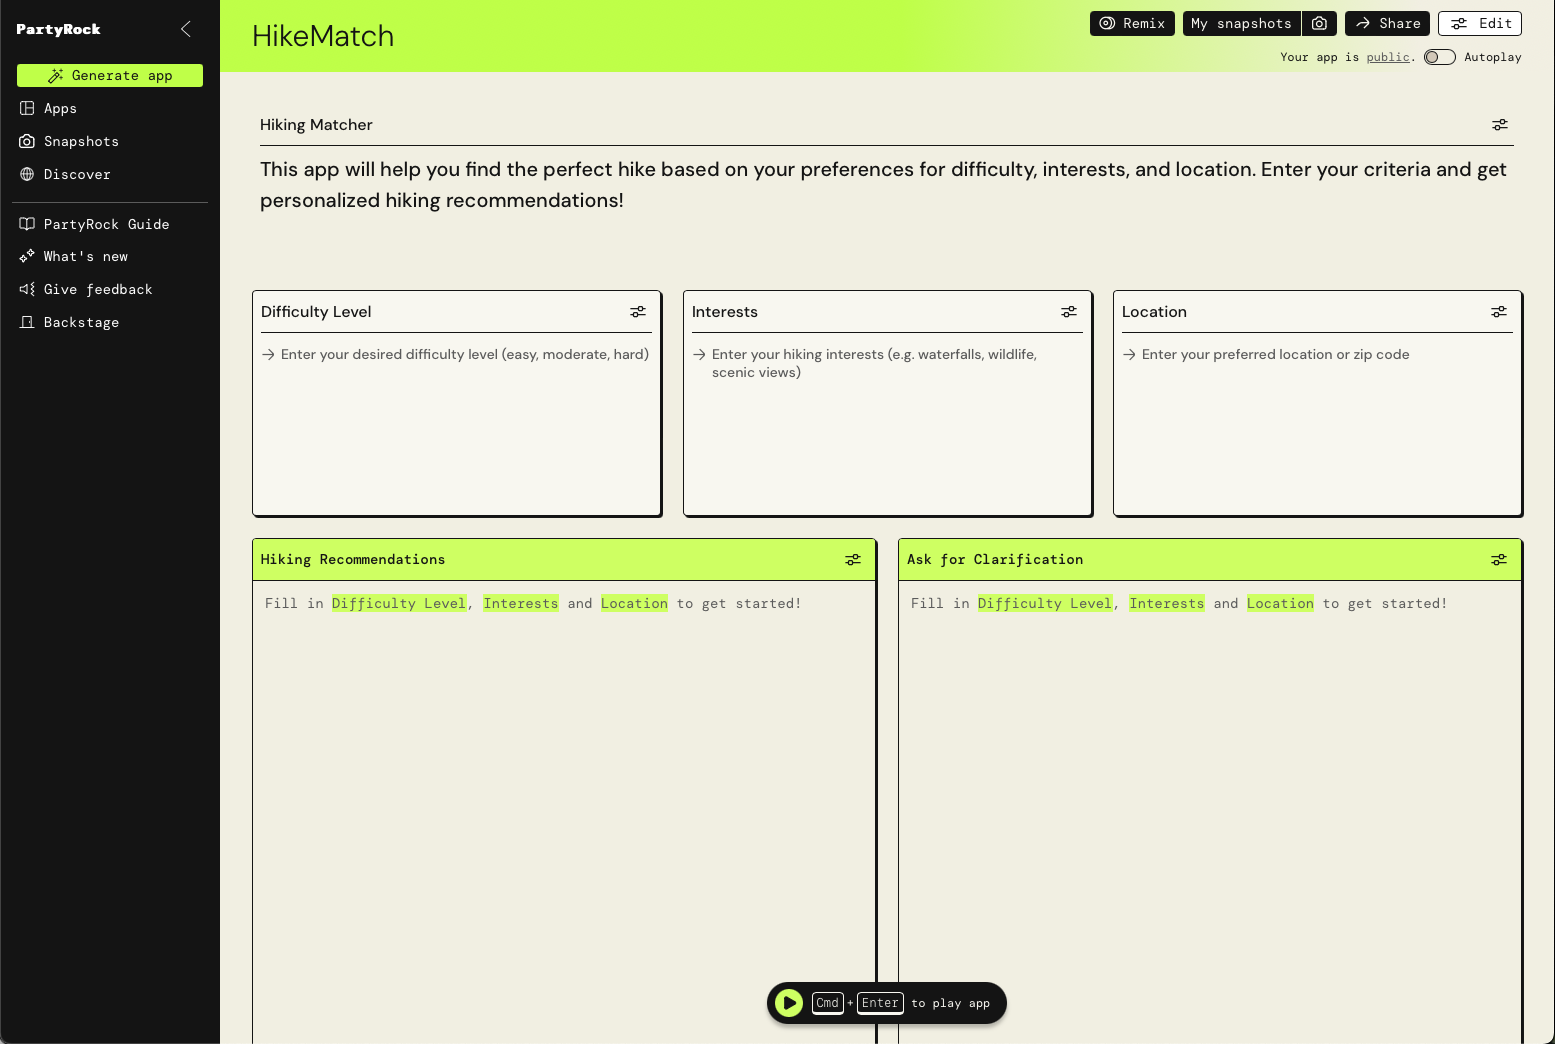 PartyRock
Generate app
Apps
Snapshots
Discover
PartyRock Guide
What's new
Give feedback
Backstage
HikeMatch
Remix
My snapshots
Share
Edit
Your app is public.
Autoplay
Hiking Matcher
This app will help you find the perfect hike based on your preferences for difficulty, interests, and location. Enter your criteria and get
personalized hiking recommendations!
Difficulty Level
Enter your desired difficulty level (easy, moderate, hard)
Interests
Enter your hiking interests (e.g. waterfalls, wildlife,
scenic views)
Location
Enter your preferred location or zip code
Hiking Recommendations
Fill in Difficulty Level, Interests and Location to get started!
Ask for Clarification
Fill in Difficulty Level, Interests and Location to get started!
Cmd + Enter to play app